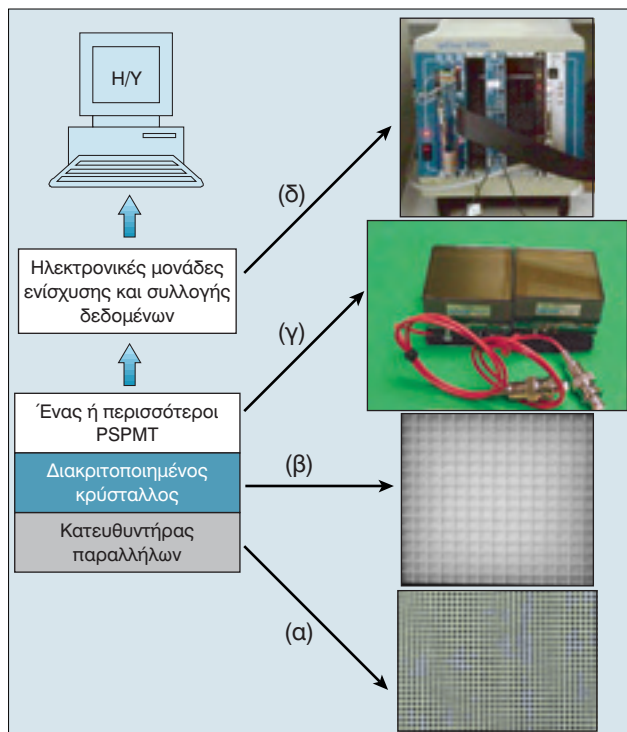 Η/Υ
(δ)
Ηλεκτρονικές μονάδες
ενίσχυσης και συλλογής
δεδομένων
(γ)
Ένας ή περισσότεροι
PSPMT
(β)
Διακριτοποιημένος
κρύσταλλος
Κατευθυντήρας
παραλλήλων
(α)